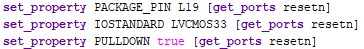 set_property PACKAGE_PIN L19 [get_ports resetn]
set_property IOSTANDARD LVCMOS33 [get_ports resetn]
set_property PULLDOWN true [get_ports resetn]